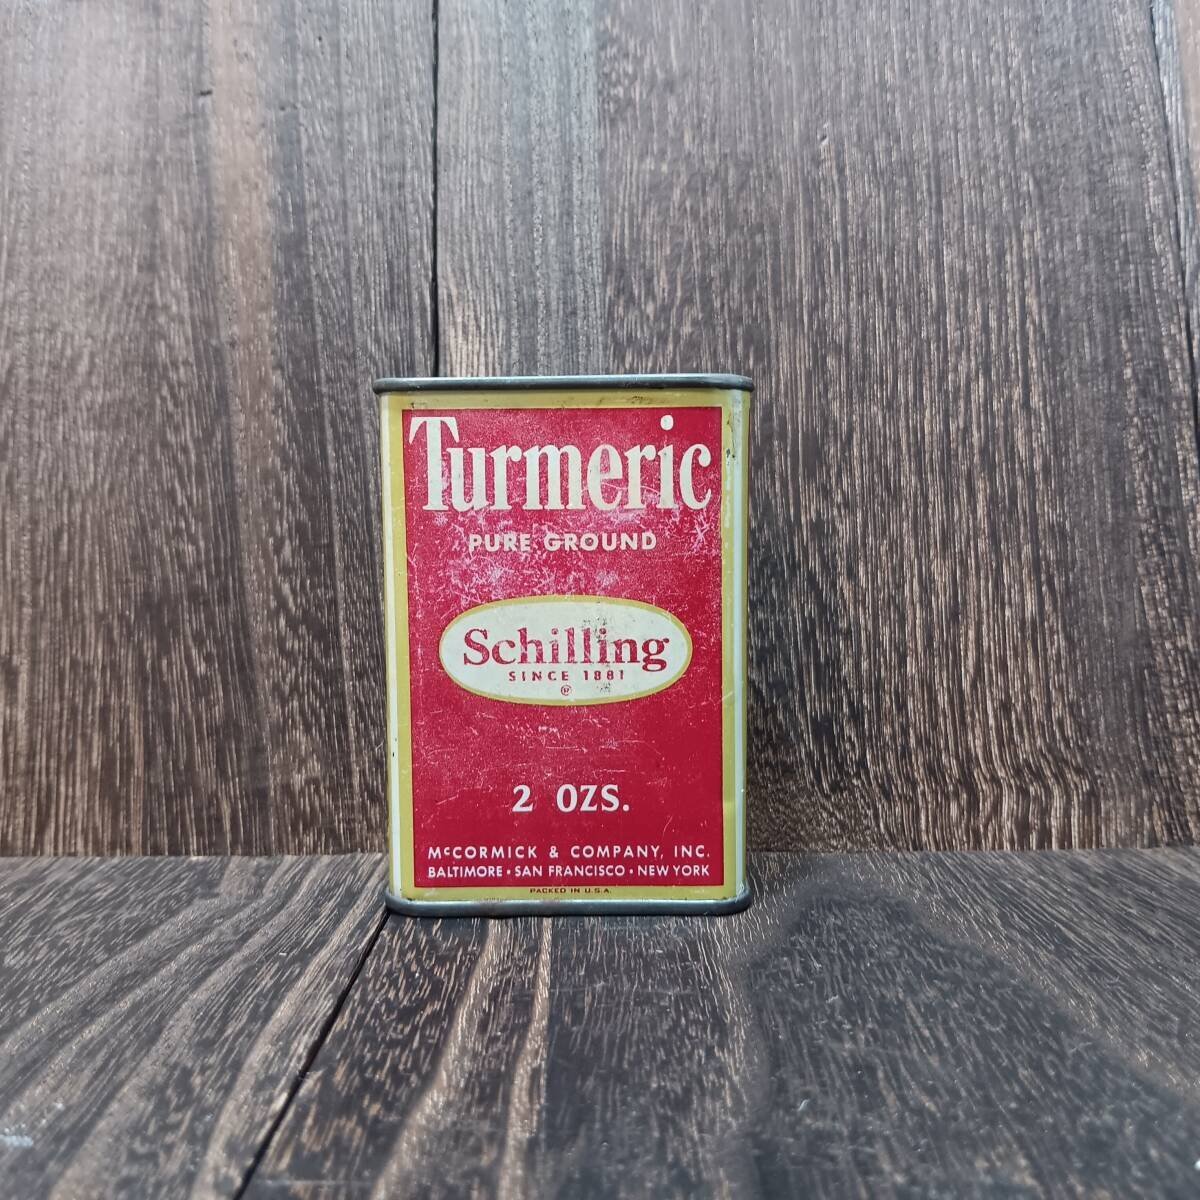 Turmeric
PURE GROUND
Schilling
SINCE 1881
2 OZS.
McCORMICK & COMPANY, INC.
BALTIMORE • SAN FRANCISCO • NEW YORK
PACKED IN U.S.A.